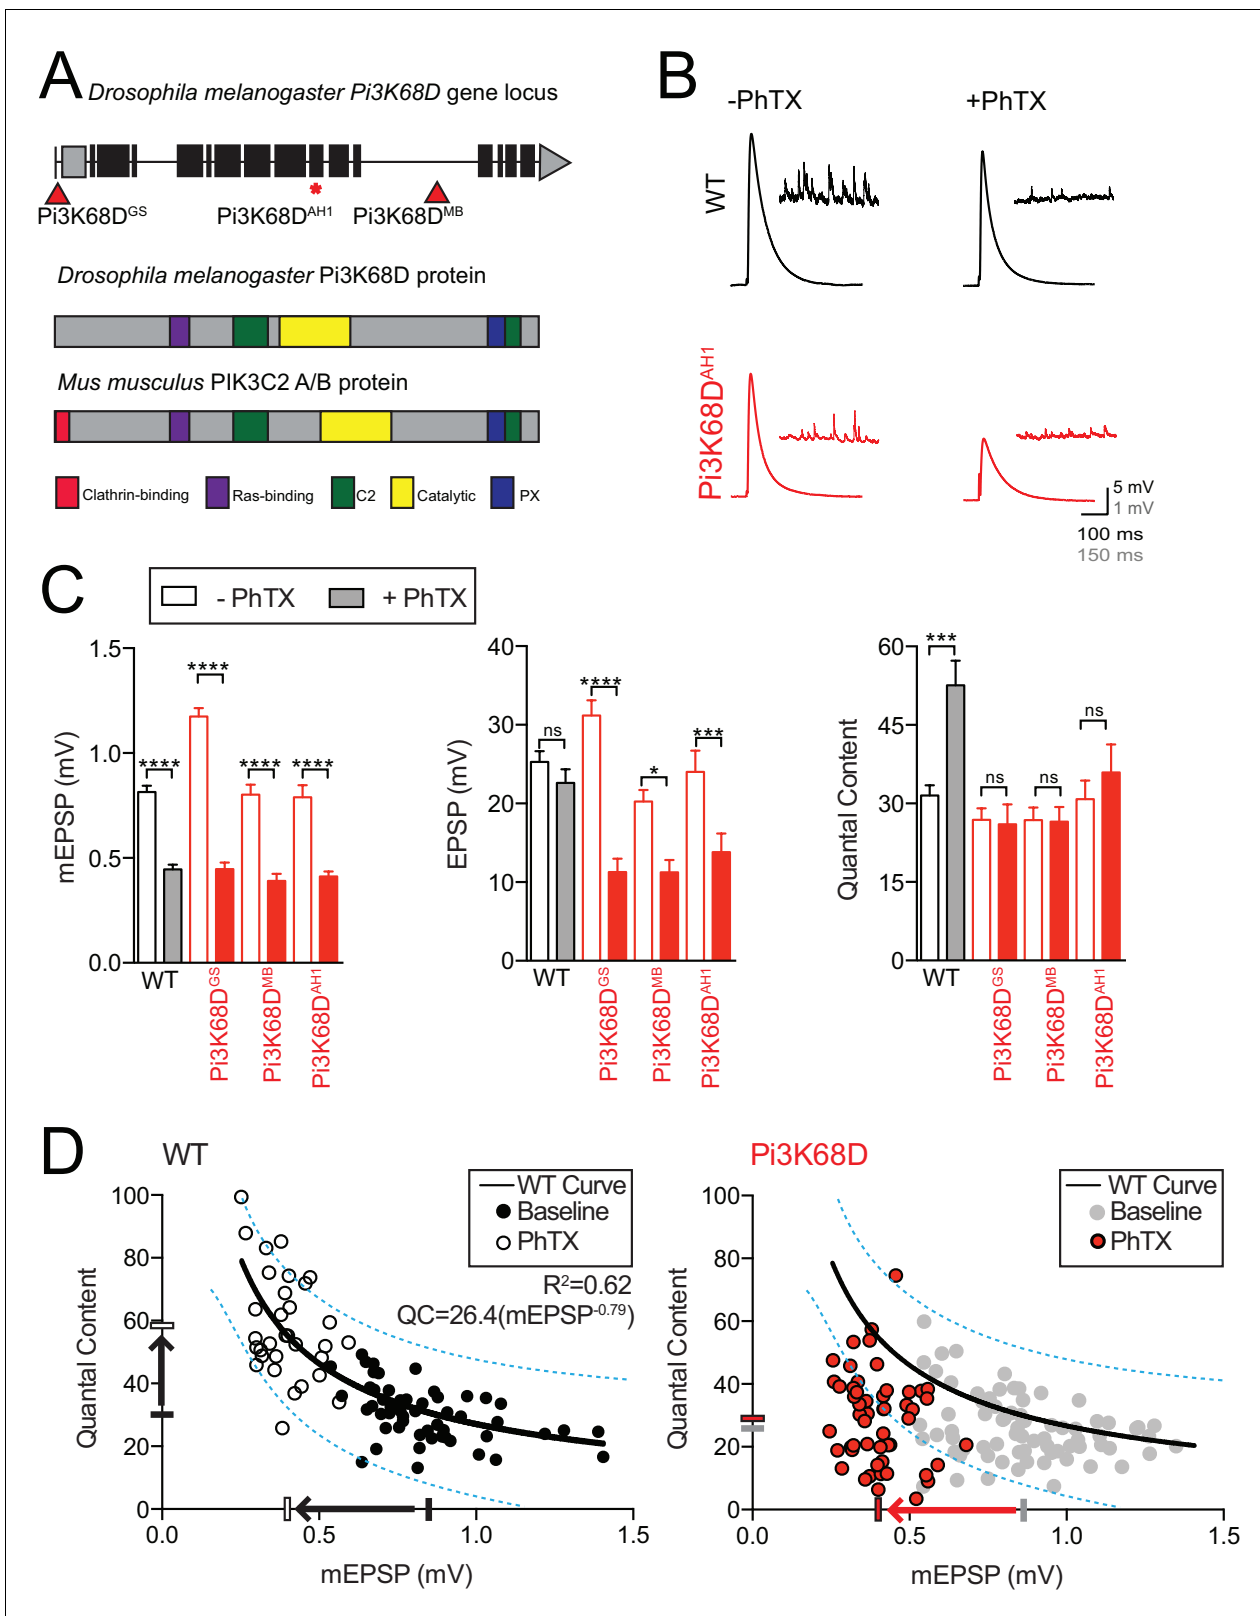 A
Drosophila melanogaster Pi3K68D gene locus
*
Pi3K68D^GS Pi3K68D^AH1 Pi3K68D^MB
Drosophila melanogaster Pi3K68D protein
Mus musculus PIK3C2 A/B protein
Clathrin-binding Ras-binding C2 Catalytic PX
B
-PhTX +PhTX
WT
Pi3K68D^AH1
5 mV
1 mV
100 ms
150 ms
C
- PhTX + PhTX
mEPSP (mV)
1.5
1.0
0.5
0.0
****
****
****
****
WT
Pi3K68D^GS
Pi3K68D^MB
Pi3K68D^AH1
EPSP (mV)
40
30
20
10
0
ns
****
*
***
WT
Pi3K68D^GS
Pi3K68D^MB
Pi3K68D^AH1
Quantal Content
60
45
30
15
0
***
ns
ns
ns
WT
Pi3K68D^GS
Pi3K68D^MB
Pi3K68D^AH1
D
WT
WT Curve
Baseline
PhTX
R²=0.62
QC=26.4(mEPSP^-0.79)
Quantal Content
100
80
60
40
20
0
0.0 0.5 1.0 1.5
mEPSP (mV)
Pi3K68D
WT Curve
Baseline
PhTX
Quantal Content
100
80
60
40
20
0
0.0 0.5 1.0 1.5
mEPSP (mV)